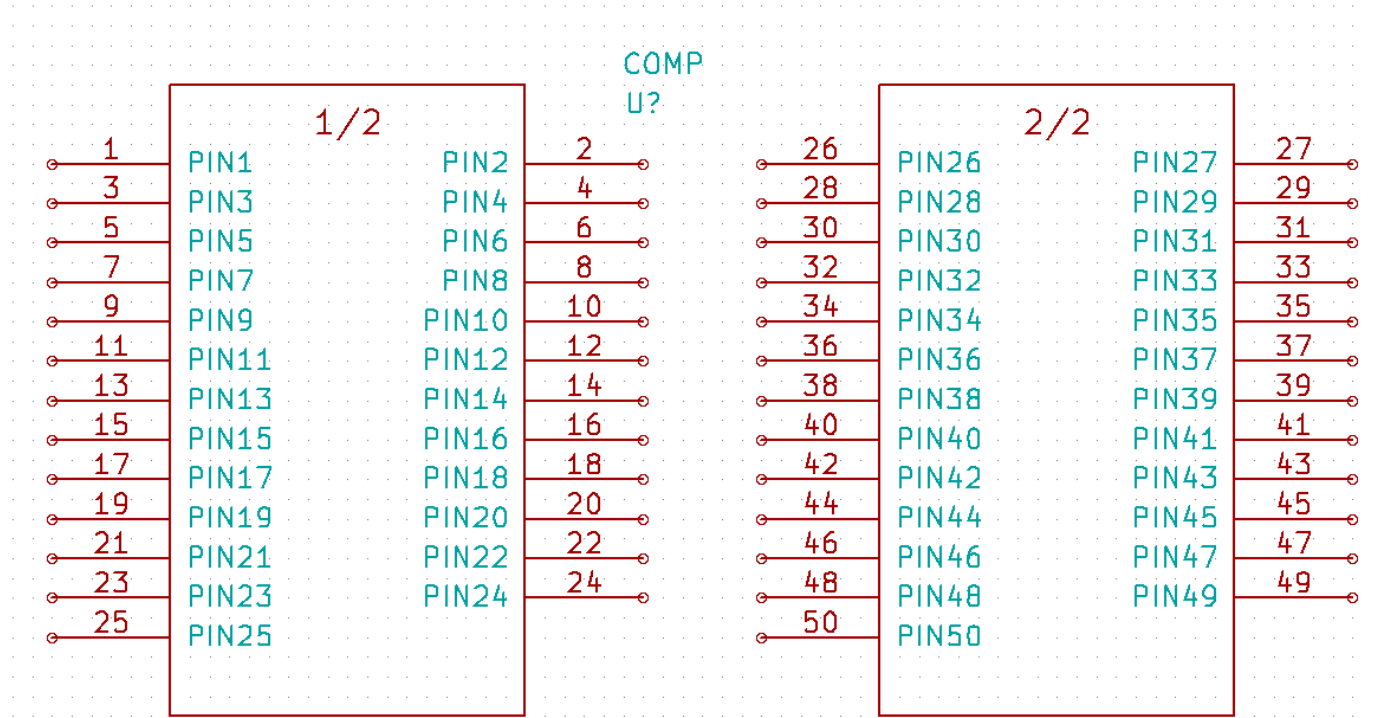 COMP
U?
1/2
1 PIN1 PIN2 2
3 PIN3 PIN4 4
5 PIN5 PIN6 6
7 PIN7 PIN8 8
9 PIN9 PIN10 10
11 PIN11 PIN12 12
13 PIN13 PIN14 14
15 PIN15 PIN16 16
17 PIN17 PIN18 18
19 PIN19 PIN20 20
21 PIN21 PIN22 22
23 PIN23 PIN24 24
25 PIN25
2/2
26 PIN26 PIN27 27
28 PIN28 PIN29 29
30 PIN30 PIN31 31
32 PIN32 PIN33 33
34 PIN34 PIN35 35
36 PIN36 PIN37 37
38 PIN38 PIN39 39
40 PIN40 PIN41 41
42 PIN42 PIN43 43
44 PIN44 PIN45 45
46 PIN46 PIN47 47
48 PIN48 PIN49 49
50 PIN50